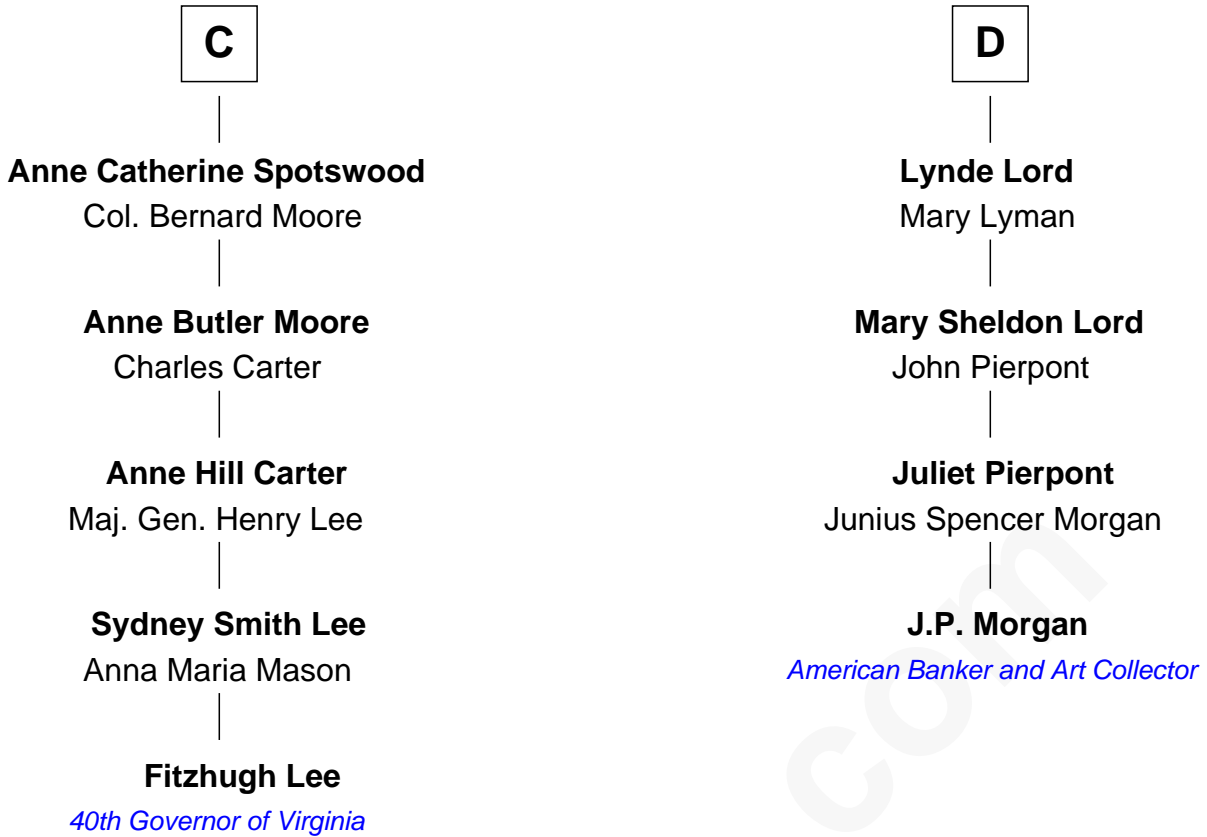 C
Anne Catherine Spotswood
Col. Bernard Moore
Anne Butler Moore
Charles Carter
Anne Hill Carter
Maj. Gen. Henry Lee
Sydney Smith Lee
Anna Maria Mason
Fitzhugh Lee
40th Governor of Virginia
D
Lynde Lord
Mary Lyman
Mary Sheldon Lord
John Pierpont
Juliet Pierpont
Junius Spencer Morgan
J.P. Morgan
American Banker and Art Collector
com